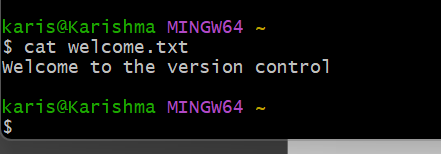 karis@Karishma MINGW64 ~
$ cat welcome.txt
Welcome to the version control
karis@Karishma MINGW64 ~
$